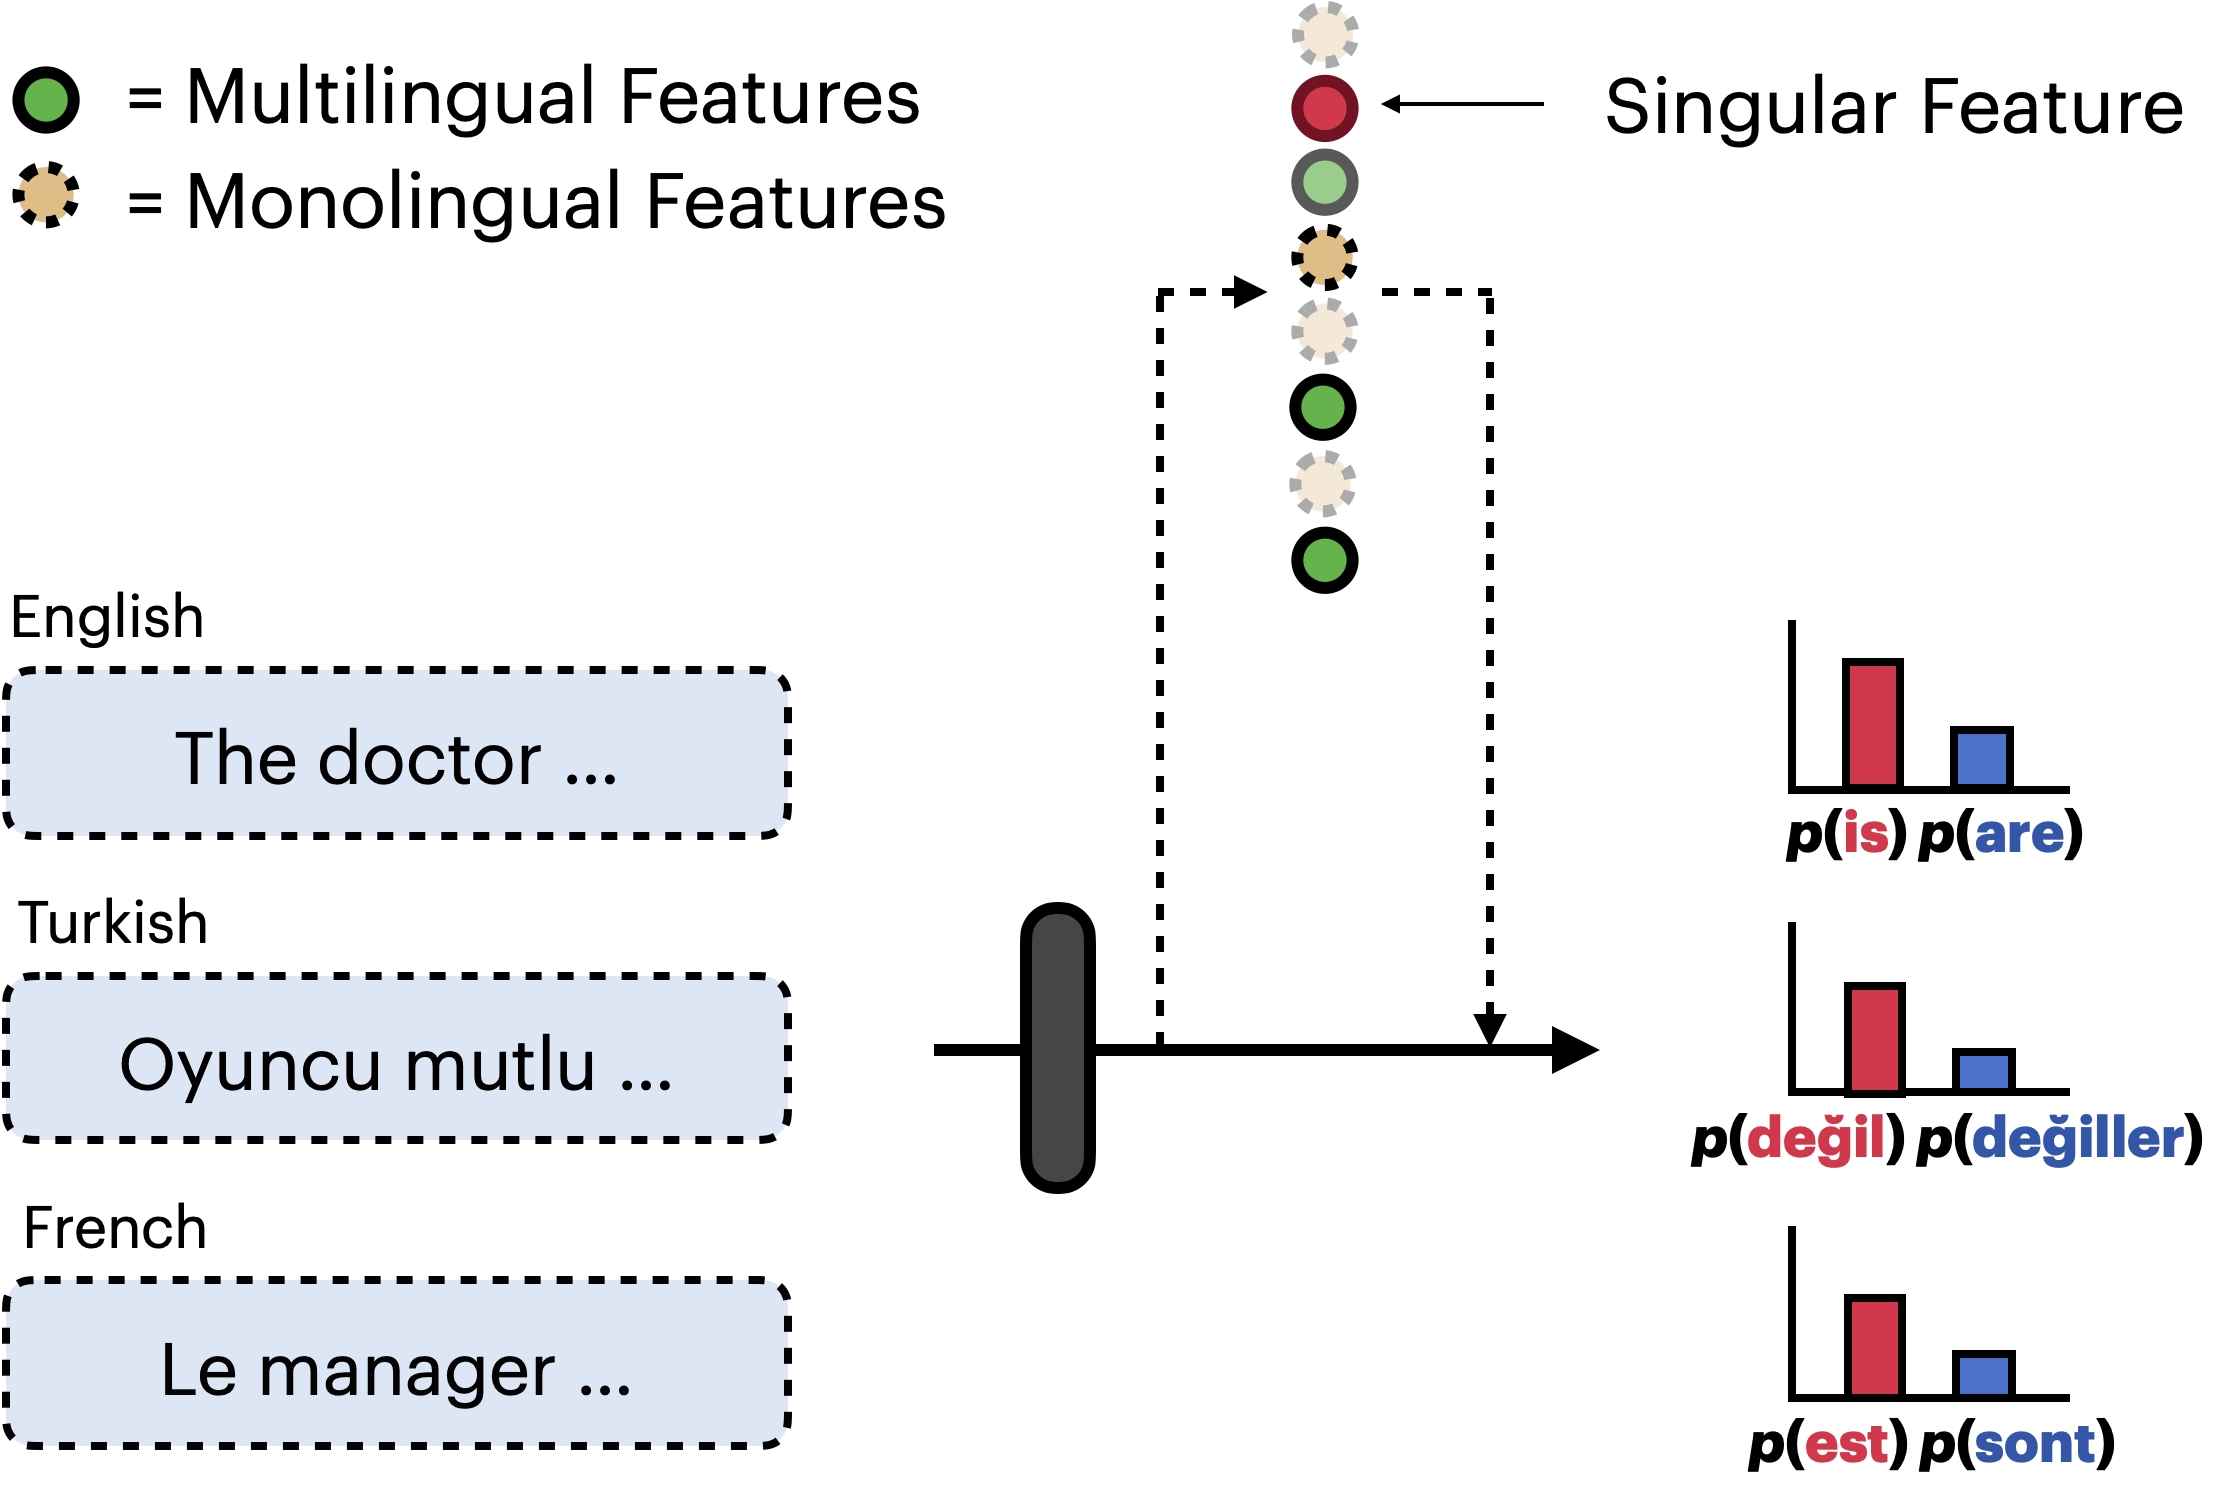 = Multilingual Features
= Monolingual Features
Singular Feature
English
The doctor ...
Turkish
Oyuncu mutlu ...
French
Le manager ...
p(is) p(are)
p(değil) p(değiller)
p(est) p(sont)